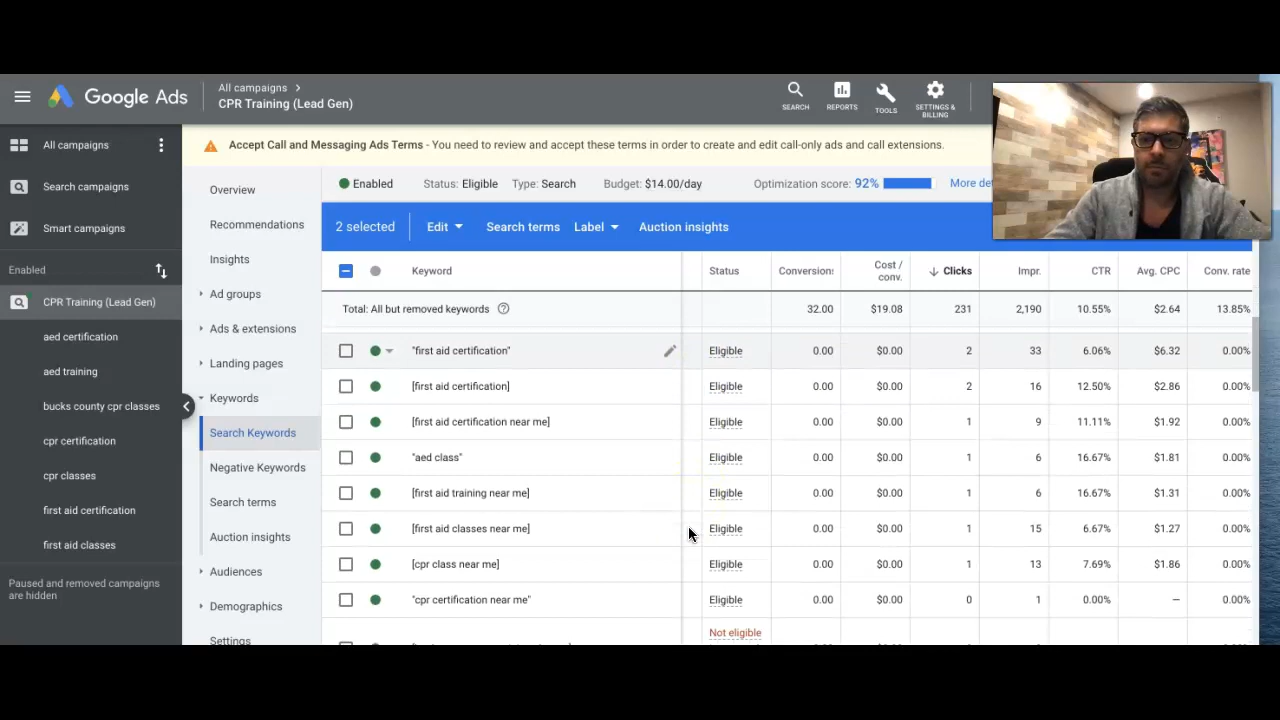 Google Ads
All campaigns >
CPR Training (Lead Gen)
SEARCH
REPORTS
TOOLS
SETTINGS &
BILLING
Accept Call and Messaging Ads Terms - You need to review and accept these terms in order to create and edit call-only ads and call extensions.
All campaigns
Search campaigns
Smart campaigns
Enabled
CPR Training (Lead Gen)
aed certification
aed training
bucks county cpr classes
cpr certification
cpr classes
first aid certification
first aid classes
Paused and removed campaigns
are hidden
Overview
Recommendations
Insights
Ad groups
Ads & extensions
Landing pages
Keywords
Search Keywords
Negative Keywords
Search terms
Auction insights
Audiences
Demographics
Settings
Enabled Status: Eligible Type: Search Budget: $14.00/day Optimization score: 92% More det
2 selected Edit Search terms Label Auction insights
Keyword Status Conversions Cost / conv. Clicks Impr. CTR Avg. CPC Conv. rate
Total: All but removed keywords 32.00 $19.08 231 2,190 10.55% $2.64 13.85%
"first aid certification" Eligible 0.00 $0.00 2 33 6.06% $6.32 0.00%
[first aid certification] Eligible 0.00 $0.00 2 16 12.50% $2.86 0.00%
[first aid certification near me] Eligible 0.00 $0.00 1 9 11.11% $1.92 0.00%
"aed class" Eligible 0.00 $0.00 1 6 16.67% $1.81 0.00%
[first aid training near me] Eligible 0.00 $0.00 1 6 16.67% $1.31 0.00%
[first aid classes near me] Eligible 0.00 $0.00 1 15 6.67% $1.27 0.00%
[cpr class near me] Eligible 0.00 $0.00 1 13 7.69% $1.86 0.00%
"cpr certification near me" Eligible 0.00 $0.00 0 1 0.00% — 0.00%
Not eligible